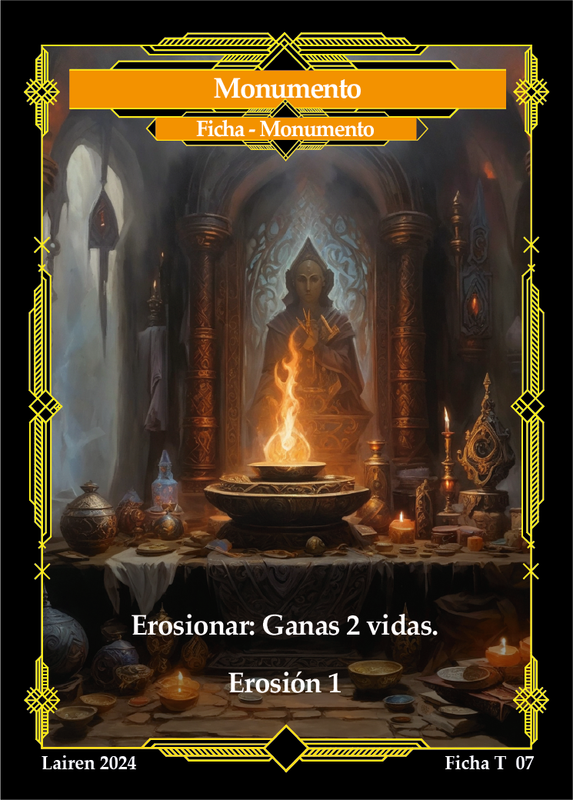 Monumento
Ficha - Monumento
Erosionar: Ganas 2 vidas.
Erosión 1
Lairen 2024
Ficha T 07